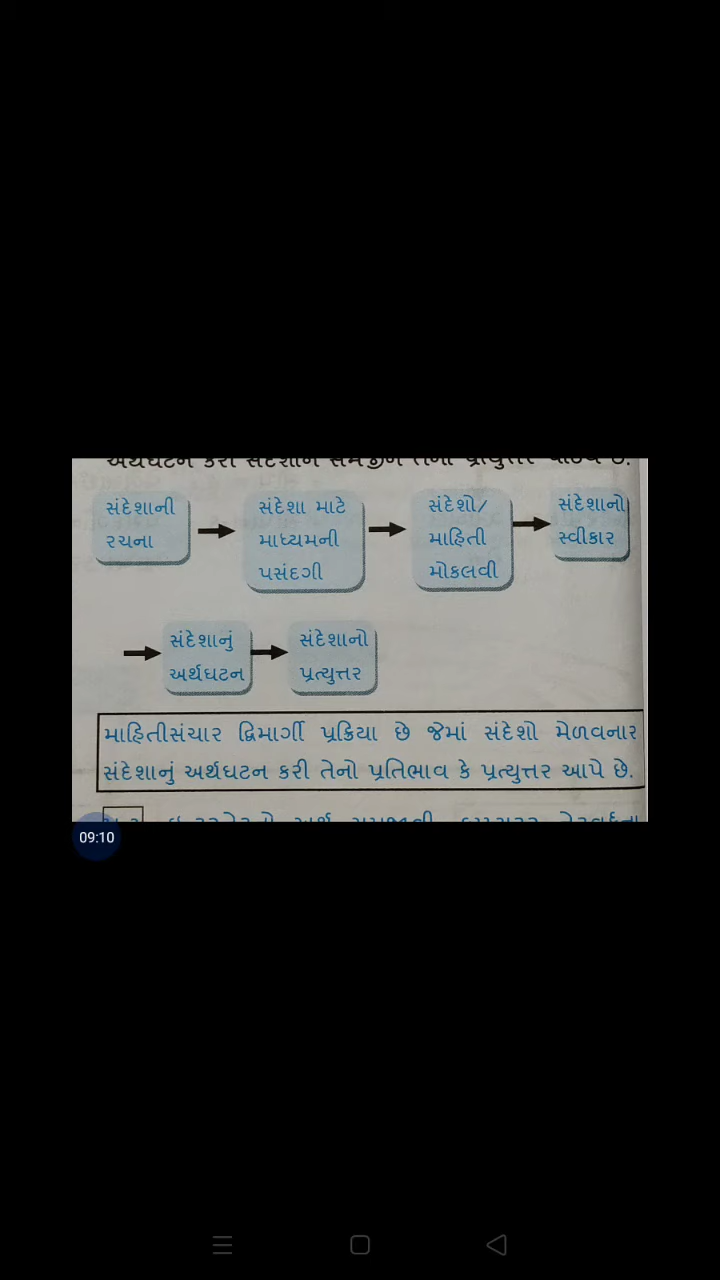 સંદેશાની
રચના
સંદેશા માટે
માધ્યમની
પસંદગી
સંદેશો/
માહિતી
મોકલવી
સંદેશાનો
સ્વીકાર
સંદેશાનું
અર્થઘટન
સંદેશાનો
પ્રત્યુત્તર
માહિતીસંચાર દ્વિમાર્ગી પ્રક્રિયા છે જેમાં સંદેશો મેળવનાર
સંદેશાનું અર્થઘટન કરી તેનો પ્રતિભાવ કે પ્રત્યુત્તર આપે છે.
09:10